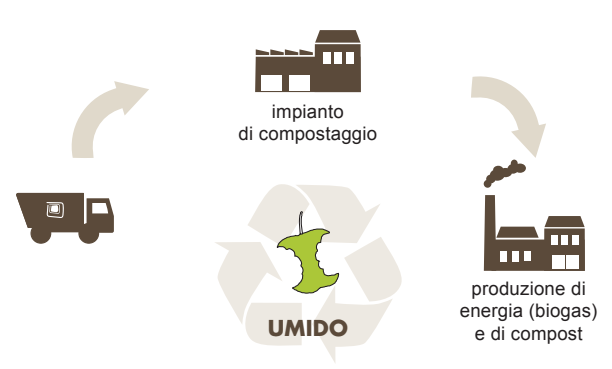 impianto
di compostaggio
produzione di
energia (biogas)
e di compost
UMIDO